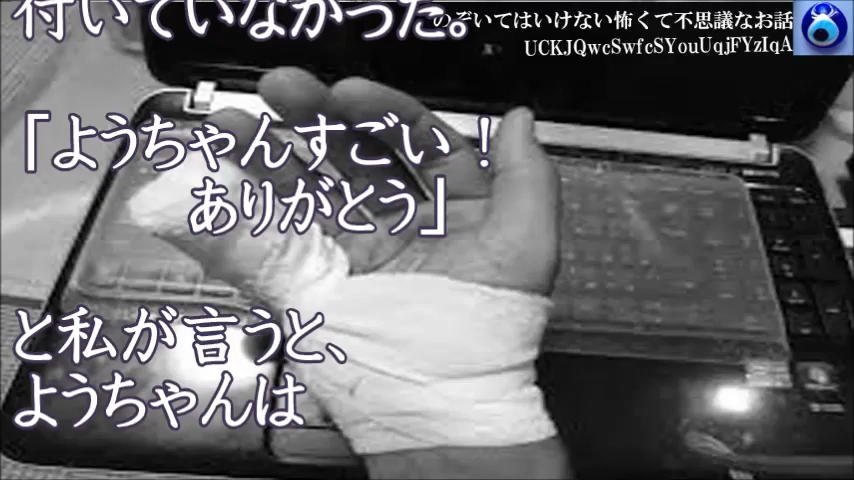 付いていなかった。
のぞいてはいけない怖くて不思議なお話
UCKJQwcSwfcSYouUqjFYzIqA
「ようちゃんすごい！
ありがとう」
と私が言うと、
ようちゃんは